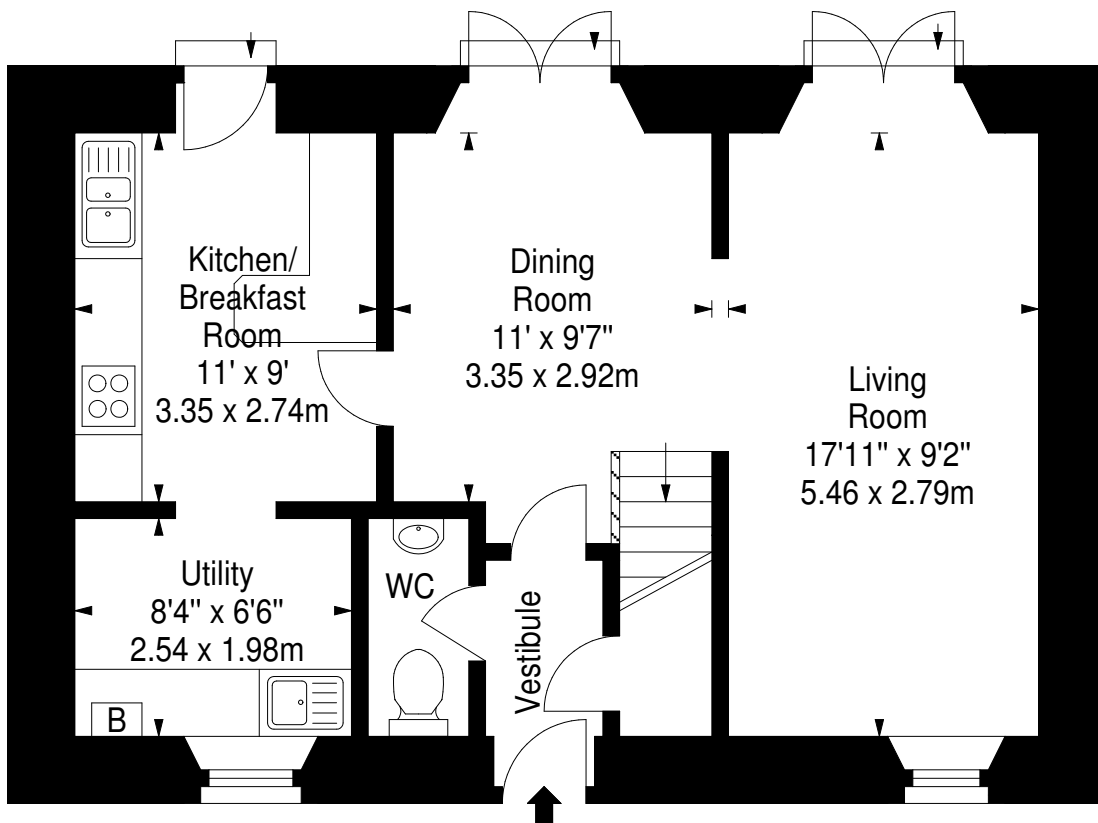 Kitchen/
Breakfast
Room
11' x 9'
3.35 x 2.74m
Dining
Room
11' x 9'7"
3.35 x 2.92m
Living
Room
17'11" x 9'2"
5.46 x 2.79m
Utility
8'4" x 6'6"
2.54 x 1.98m
B
WC
Vestibule